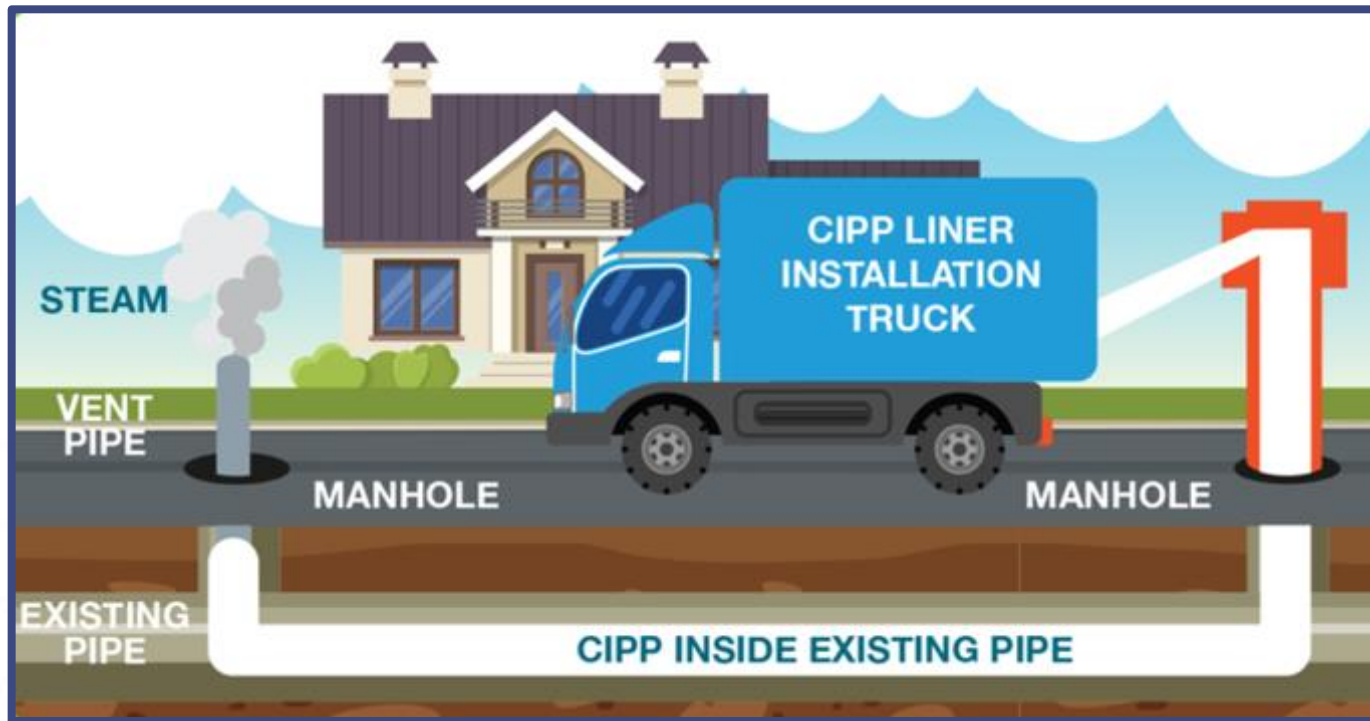 CIPP LINER
INSTALLATION
TRUCK
STEAM
VENT
PIPE
MANHOLE
MANHOLE
EXISTING
PIPE
CIPP INSIDE EXISTING PIPE